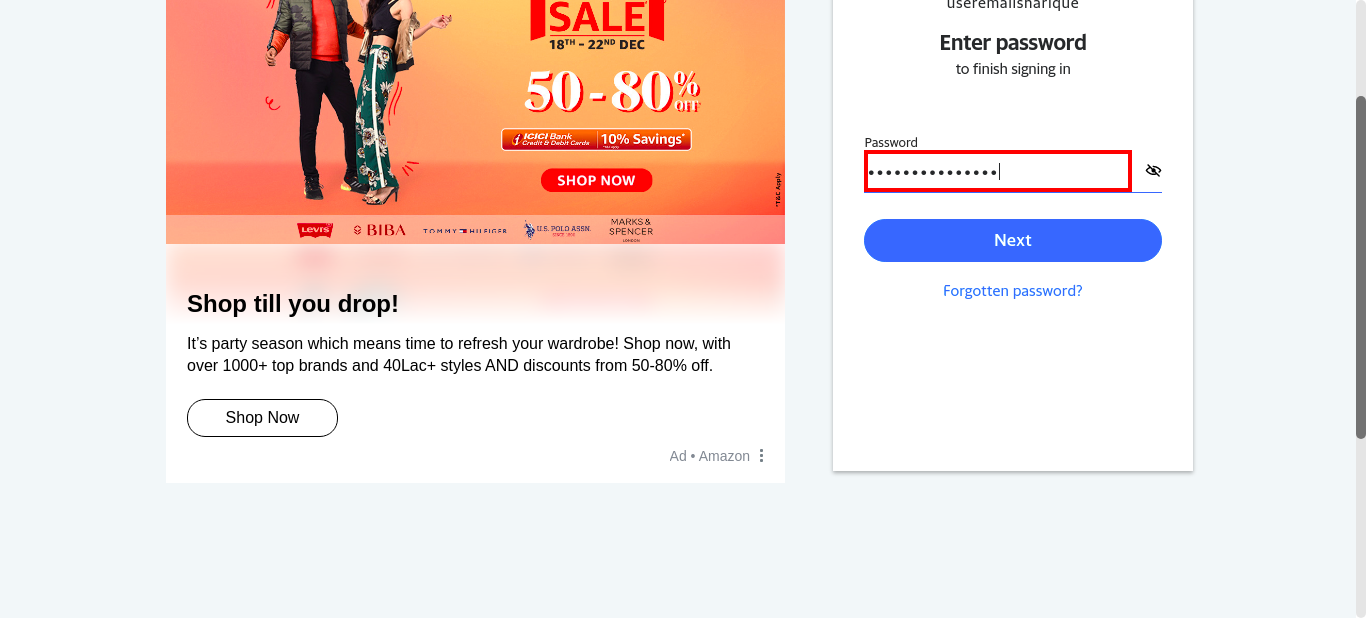 SALE
18TH - 22ND DEC
50-80% OFF
ICICI Bank
Credit & Debit Cards
10% Savings*
SHOP NOW
*T&C Apply
Levi's
BIBA
TOMMY HILFIGER
U.S. POLO ASSN.
SINCE 1890
MARKS &
SPENCER
LONDON
Shop till you drop!
It's party season which means time to refresh your wardrobe! Shop now, with
over 1000+ top brands and 40Lac+ styles AND discounts from 50-80% off.
Shop Now
Ad • Amazon
useremailsharique
Enter password
to finish signing in
Password
•••••••••••••••
Next
Forgotten password?